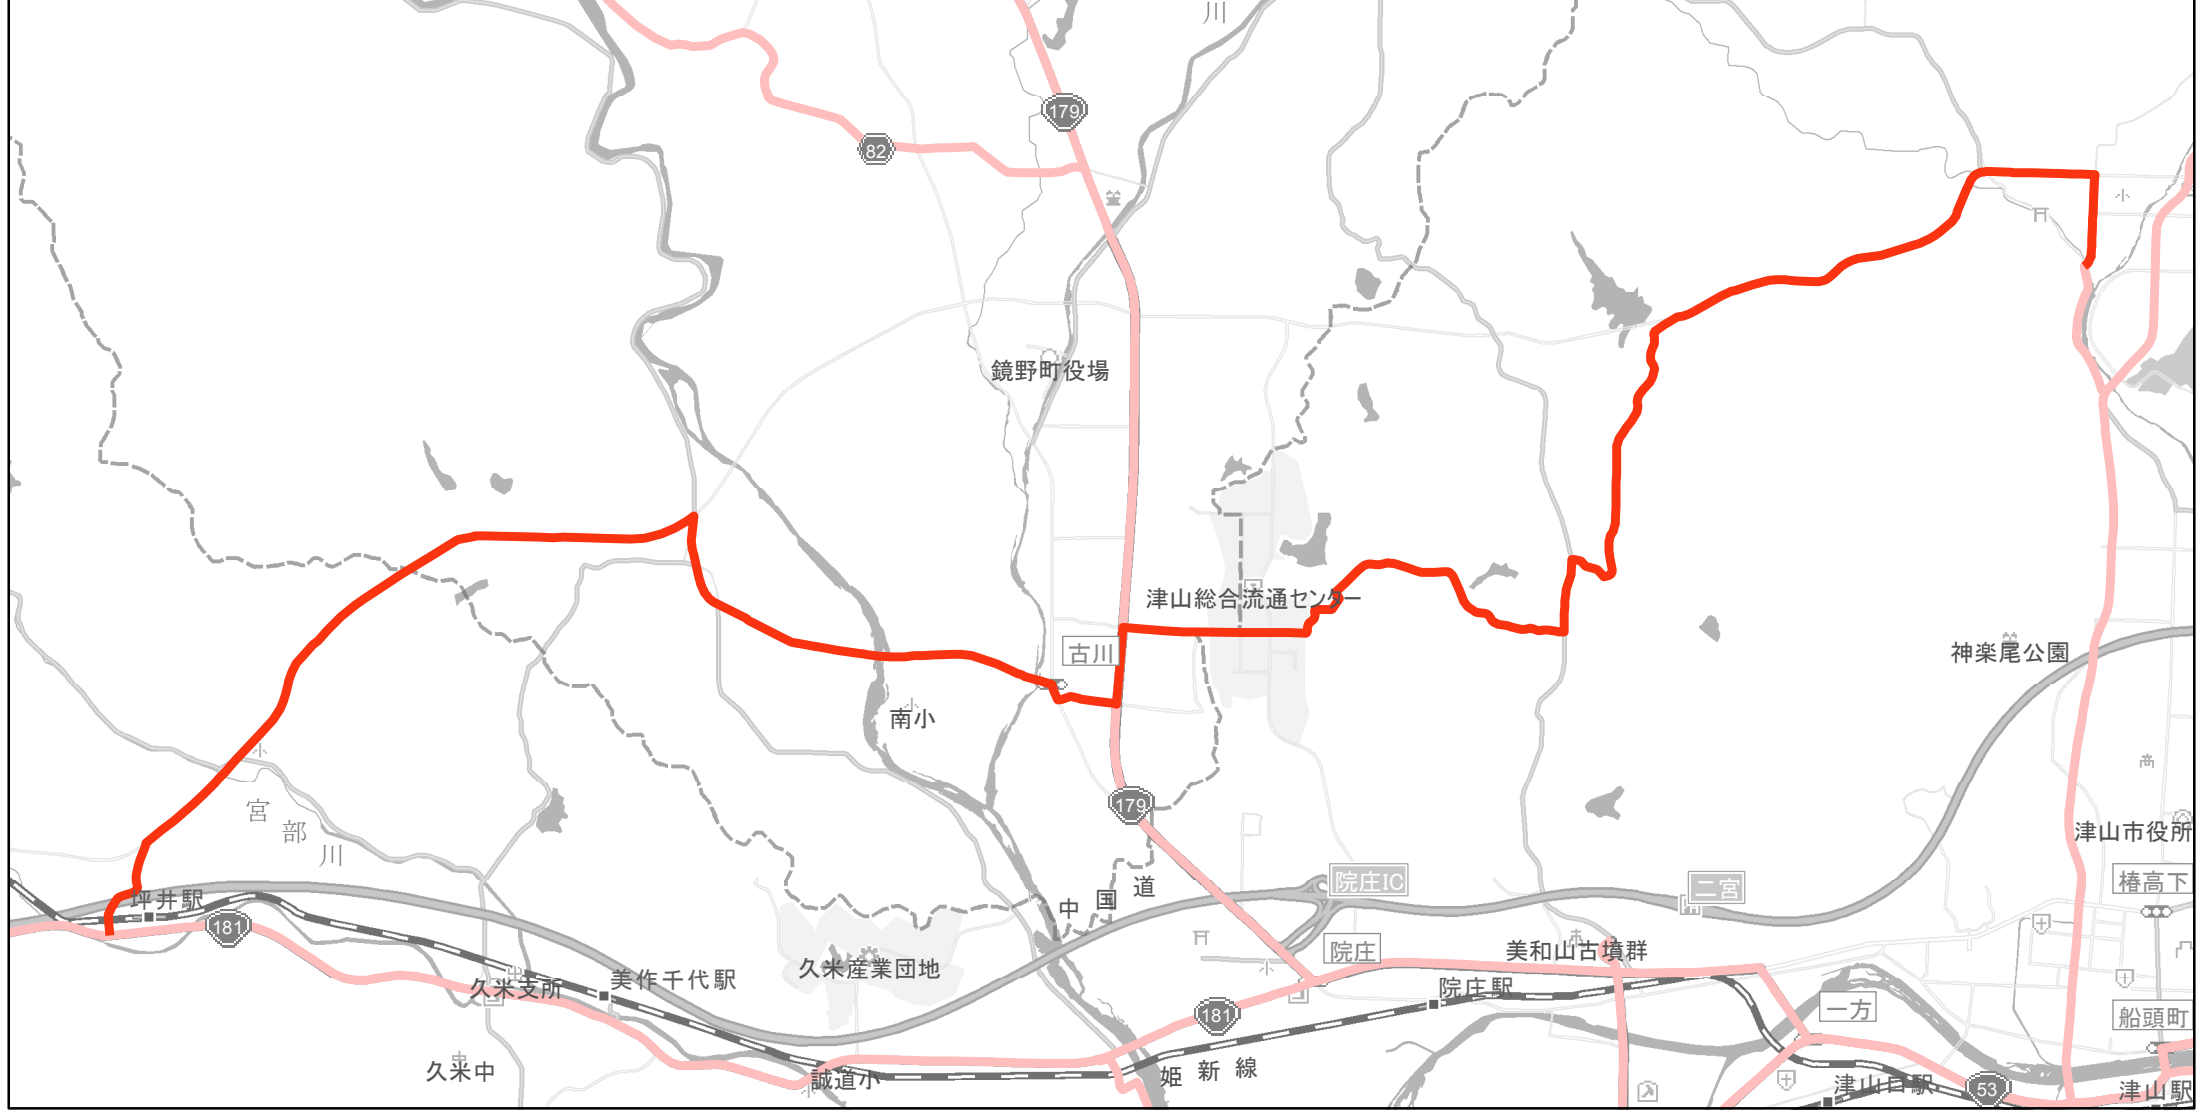 川
179
82
鏡野町役場
津山総合流通センター
古川
神楽尾公園
南小
179
宮部川
津山市役所
椿高下
院庄IC
二宮
中国道
坪井駅
181
院庄
美和山古墳群
久米産業団地
久米支所
美作千代駅
院庄駅
181
一方
船頭町
久米中
誠道小
姫新線
津山口駅
53
津山駅